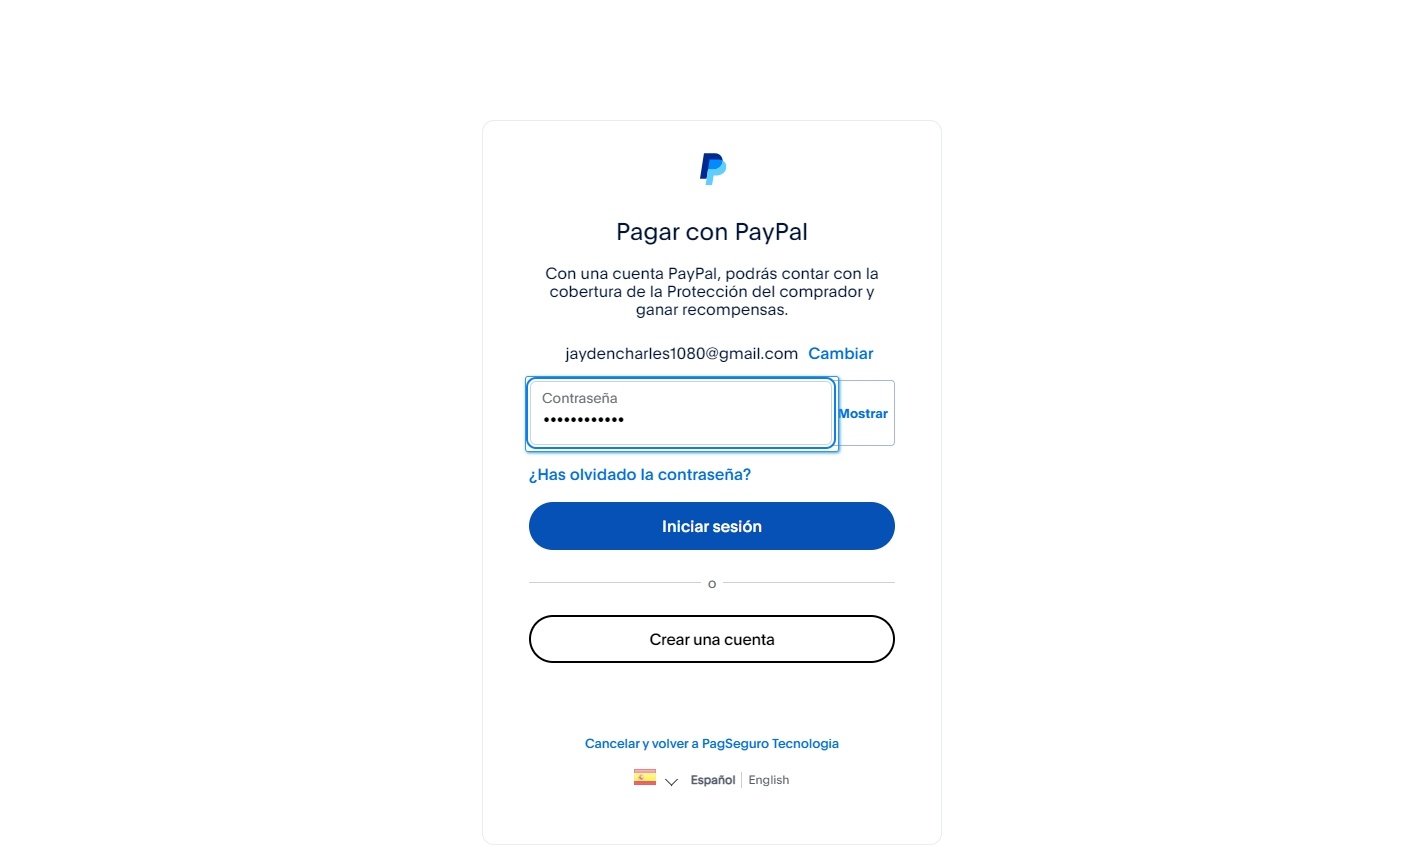 Pagar con PayPal
Con una cuenta PayPal, podrás contar con la
cobertura de la Protección del comprador y
ganar recompensas.
jaydencharles1080@gmail.com Cambiar
Contraseña
•••••••••••• Mostrar
¿Has olvidado la contraseña?
Iniciar sesión
o
Crear una cuenta
Cancelar y volver a PagSeguro Tecnologia
Español English